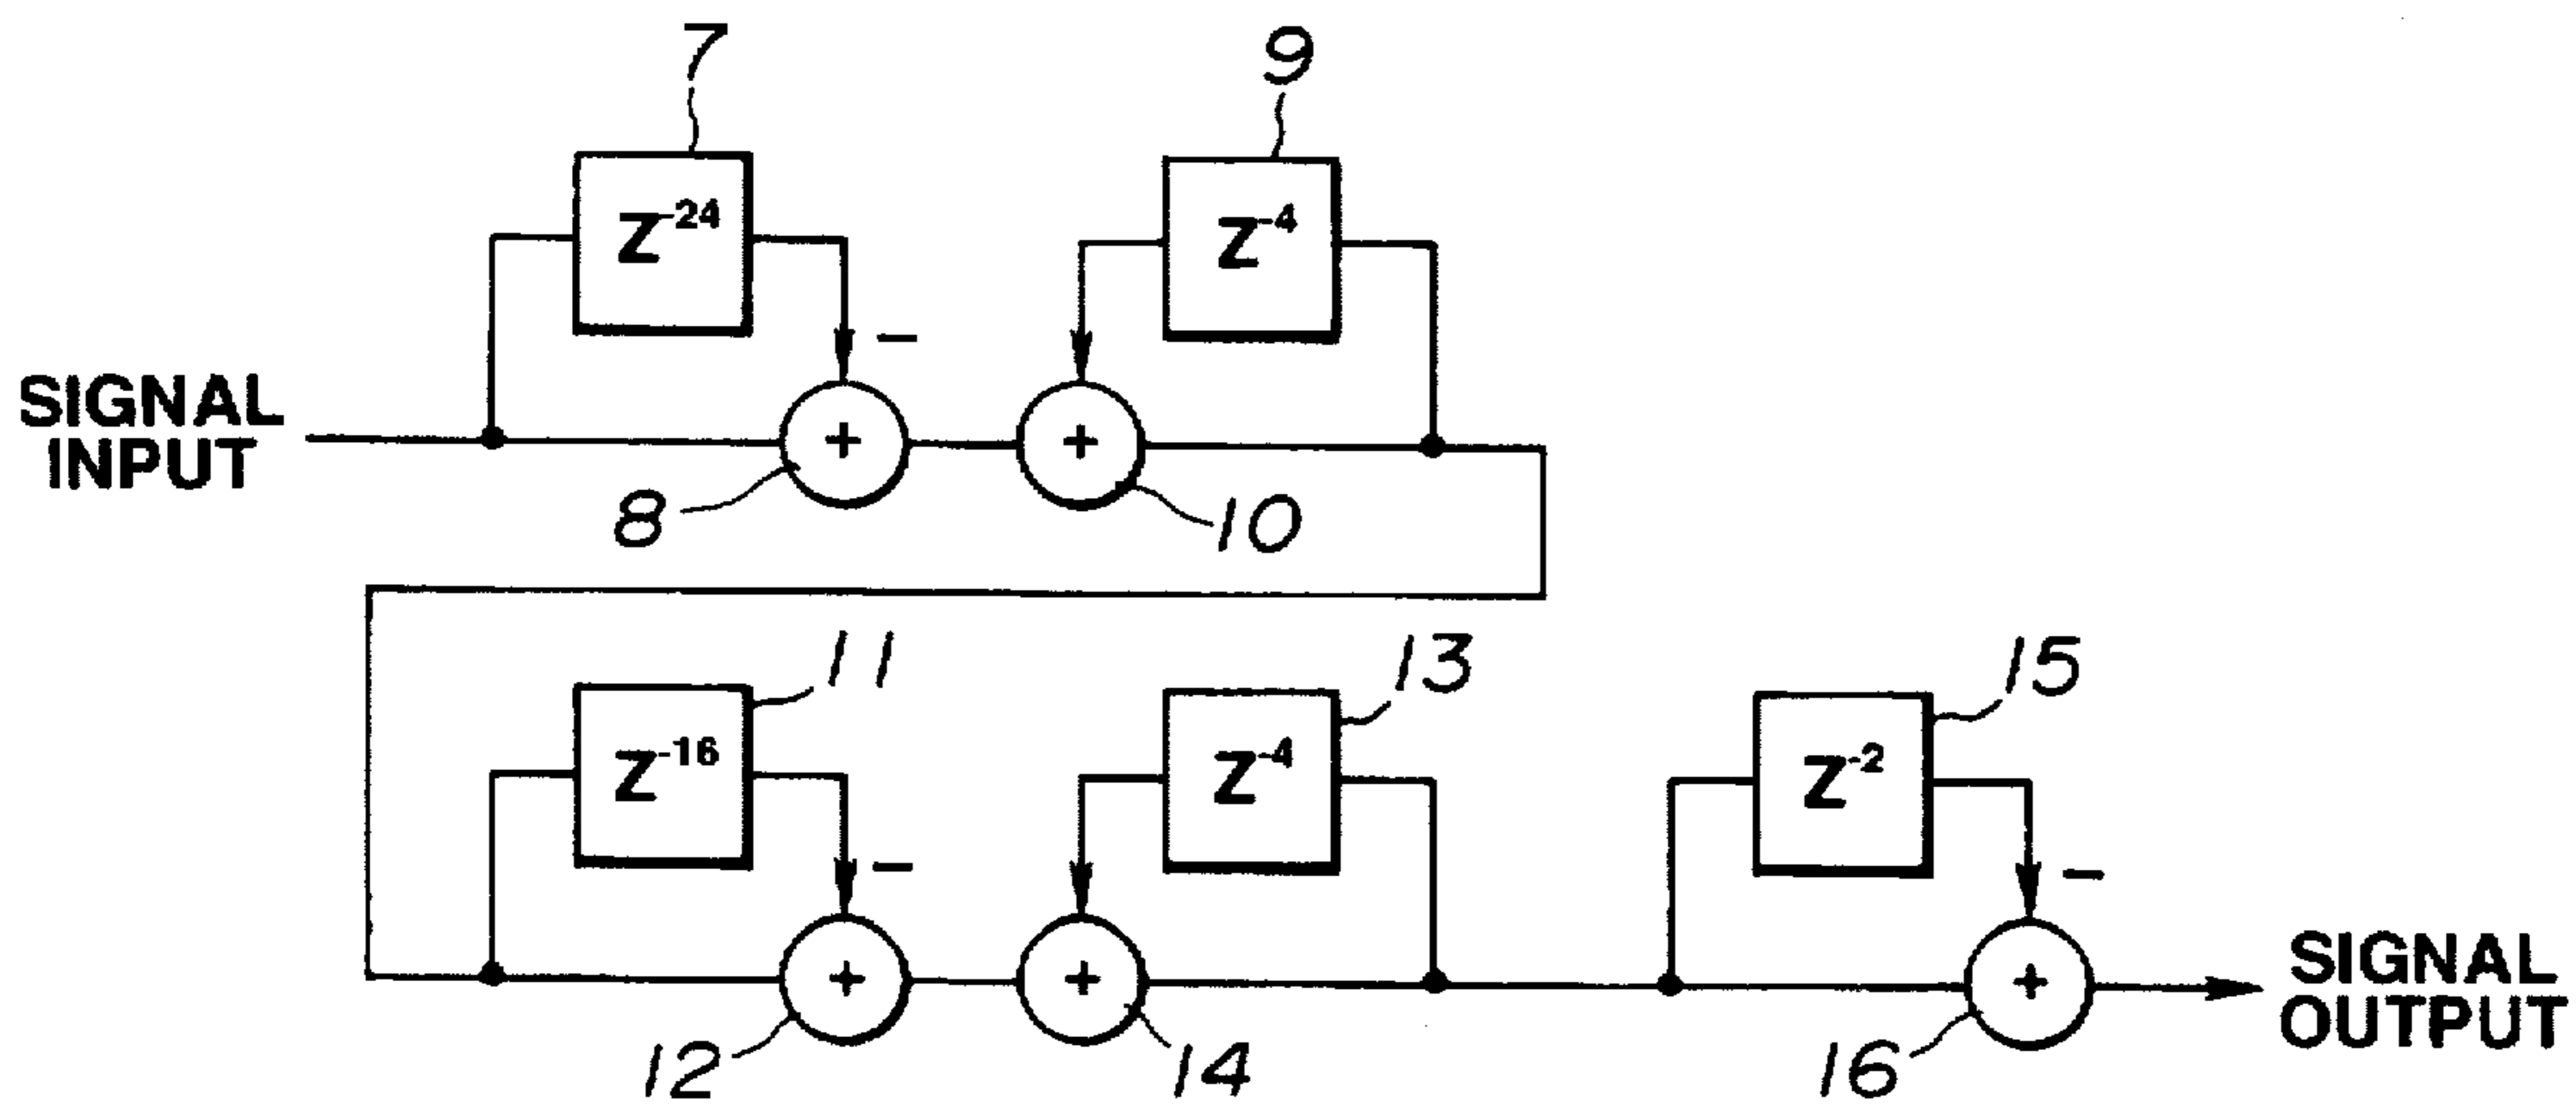 7
9
Z-24
Z-4
SIGNAL
INPUT
-
+
+
8
10
11
13
15
Z-16
Z-4
Z-2
-
-
+
+
+
SIGNAL
OUTPUT
12
14
16